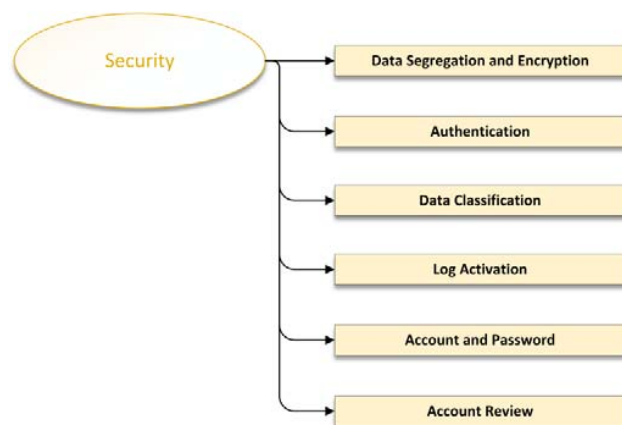 Security
Data Segregation and Encryption
Authentication
Data Classification
Log Activation
Account and Password
Account Review